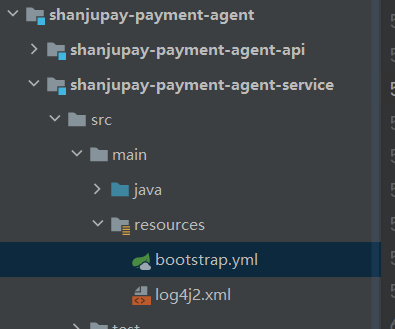 shanjupay-payment-agent
shanjupay-payment-agent-api
shanjupay-payment-agent-service
src
main
java
resources
bootstrap.yml
log4j2.xml
test